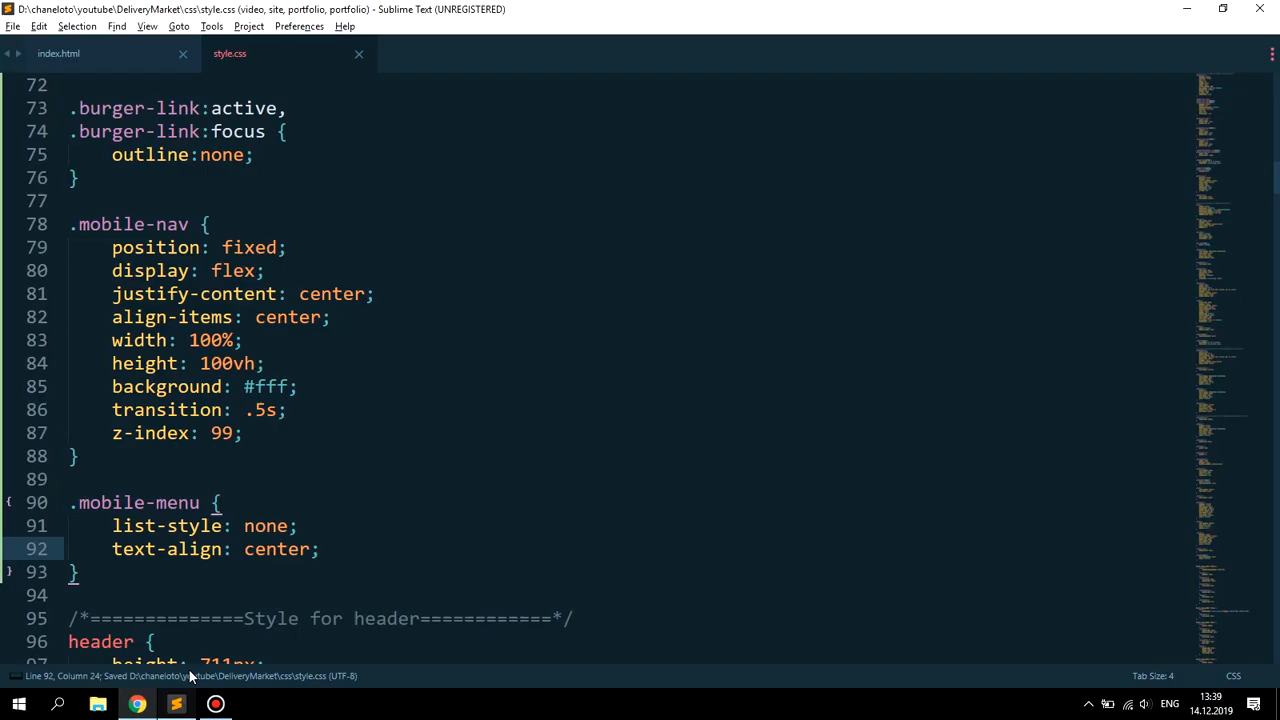 D:\chaneloto\youtube\DeliveryMarket\css\style.css (video, site, portfolio, portfolio) - Sublime Text (UNREGISTERED)
File Edit Selection Find View Goto Tools Project Preferences Help
index.html style.css
72
73 .burger-link:active,
74 .burger-link:focus {
75 outline:none;
76 }
77
78 .mobile-nav {
79 position: fixed;
80 display: flex;
81 justify-content: center;
82 align-items: center;
83 width: 100%;
84 height: 100vh;
85 background: #fff;
86 transition: .5s;
87 z-index: 99;
88 }
89
90 .mobile-menu {
91 list-style: none;
92 text-align: center;
93 }
94
95 /*==============Style for header============*/
96 header {
97 height: 711px;
Line 92, Column 24; Saved D:\chaneloto\youtube\DeliveryMarket\css\style.css (UTF-8) Tab Size: 4 CSS
ENG 13:39
14.12.2019